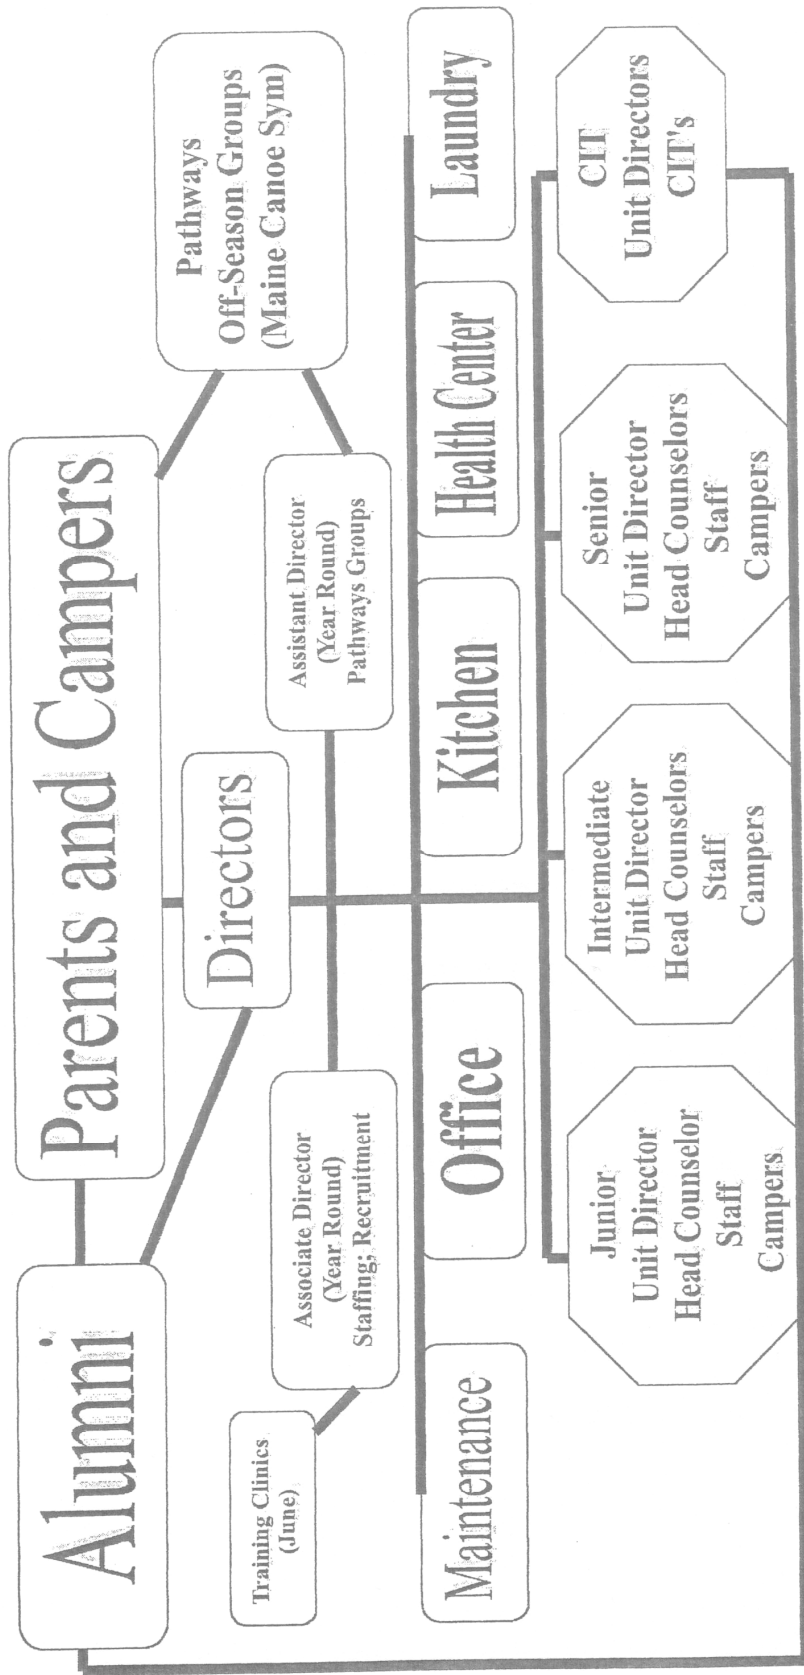 Alumni
Parents and Campers
Directors
Pathways
Off-Season Groups
(Maine Canoe Sym)
Training Clinics
(June)
Associate Director
(Year Round)
Staffing; Recruitment
Assistant Director
(Year Round)
Pathways Groups
Maintenance
Office
Kitchen
Health Center
Laundry
Junior
Unit Director
Head Counselor
Staff
Campers
Intermediate
Unit Director
Head Counselors
Staff
Campers
Senior
Unit Director
Head Counselors
Staff
Campers
CIT
Unit Directors
CIT's